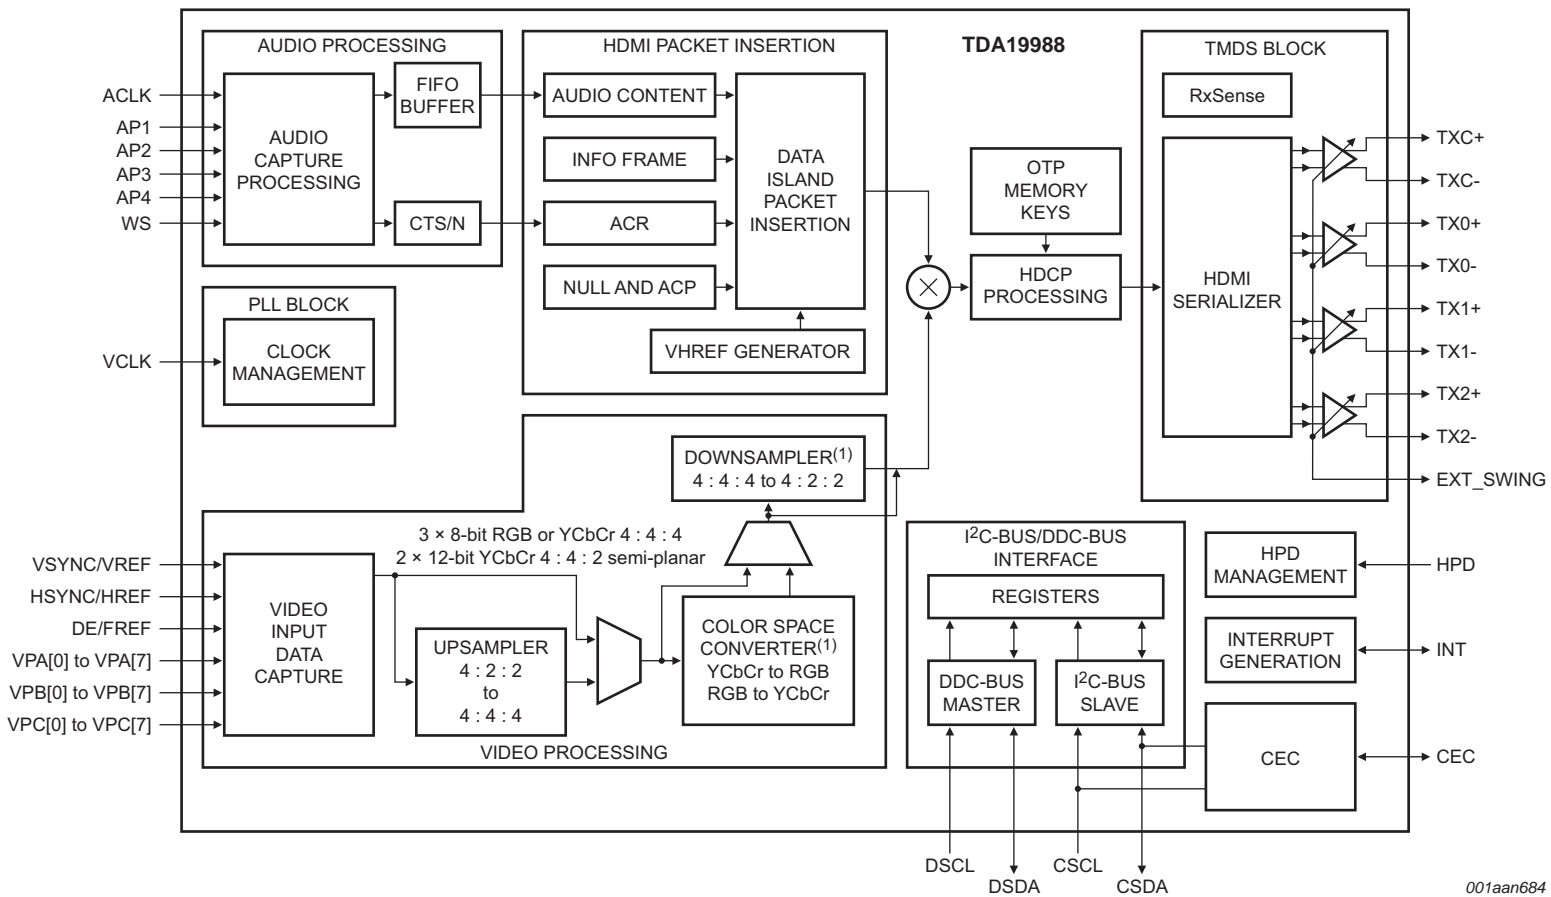 TDA19988
AUDIO PROCESSING
ACLK
AP1
AP2
AP3
AP4
WS
AUDIO
CAPTURE
PROCESSING
FIFO
BUFFER
CTS/N
HDMI PACKET INSERTION
AUDIO CONTENT
INFO FRAME
ACR
NULL AND ACP
DATA
ISLAND
PACKET
INSERTION
VHREF GENERATOR
OTP
MEMORY
KEYS
HDCP
PROCESSING
TMDS BLOCK
RxSense
HDMI
SERIALIZER
TXC+
TXC-
TX0+
TX0-
TX1+
TX1-
TX2+
TX2-
EXT_SWING
PLL BLOCK
VCLK
CLOCK
MANAGEMENT
DOWNSAMPLER(1)
4 : 4 : 4 to 4 : 2 : 2
3 × 8-bit RGB or YCbCr 4 : 4 : 4
2 × 12-bit YCbCr 4 : 4 : 2 semi-planar
VSYNC/VREF
HSYNC/HREF
DE/FREF
VPA[0] to VPA[7]
VPB[0] to VPB[7]
VPC[0] to VPC[7]
VIDEO
INPUT
DATA
CAPTURE
UPSAMPLER
4 : 2 : 2
to
4 : 4 : 4
COLOR SPACE
CONVERTER(1)
YCbCr to RGB
RGB to YCbCr
VIDEO PROCESSING
I2C-BUS/DDC-BUS
INTERFACE
REGISTERS
DDC-BUS
MASTER
I2C-BUS
SLAVE
HPD
MANAGEMENT
HPD
INTERRUPT
GENERATION
INT
CEC
CEC
DSCL
DSDA
CSCL
CSDA
001aan684